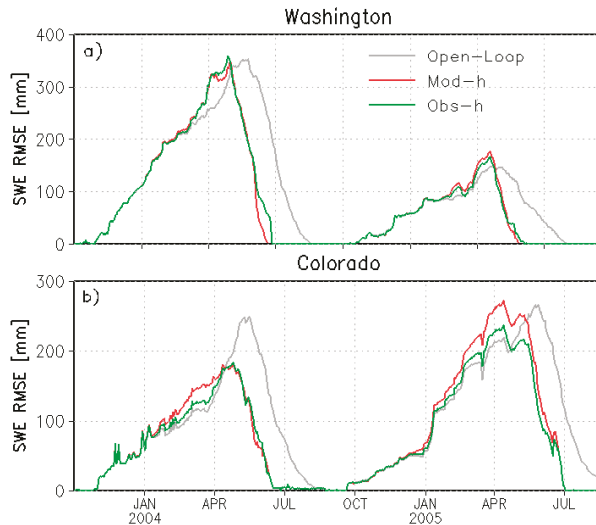 Washington
a)
Open-Loop
Mod-h
Obs-h
SWE RMSE [mm]
400
300
200
100
0
Colorado
b)
SWE RMSE [mm]
300
200
100
0
JAN APR JUL OCT JAN APR JUL
2004 2005